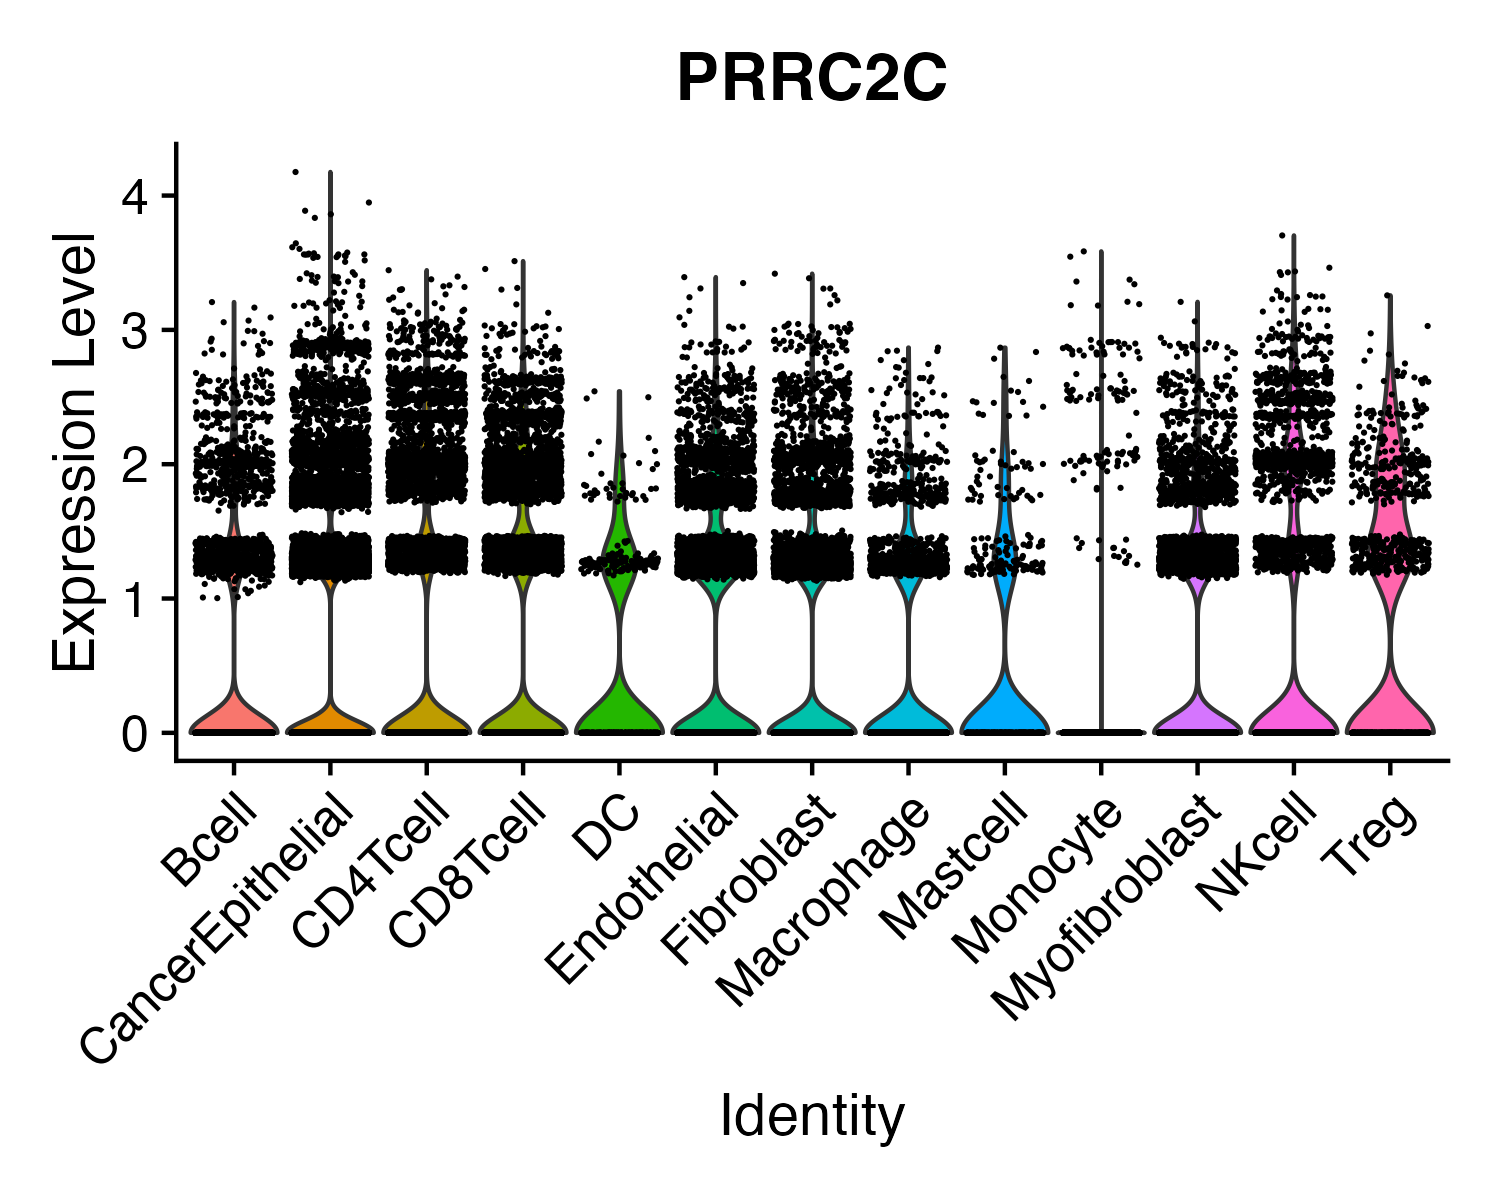 PRRC2C
Expression Level
4
3
2
1
0
Bcell
CancerEpithelial
CD4Tcell
CD8Tcell
DC
Endothelial
Fibroblast
Macrophage
Mastcell
Monocyte
Myofibroblast
NKcell
Treg
Identity